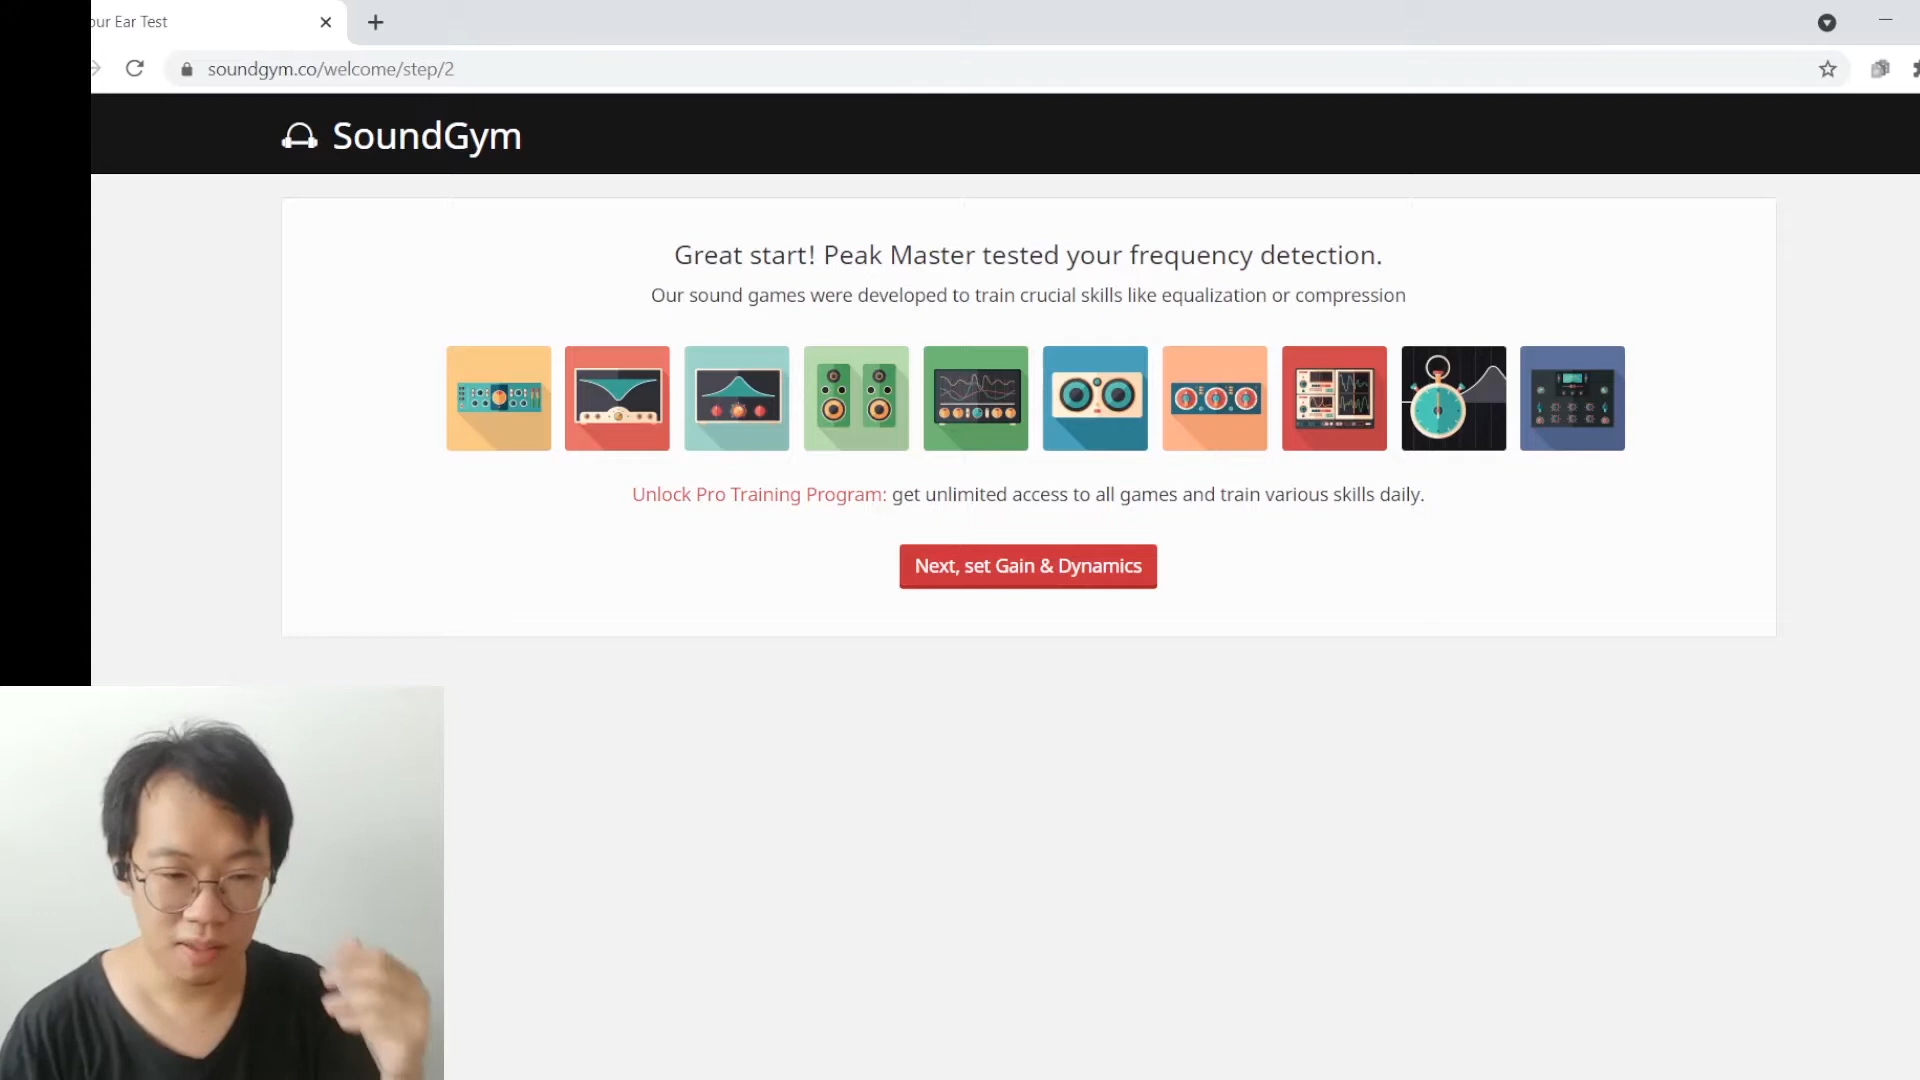 our Ear Test
soundgym.co/welcome/step/2
SoundGym
Great start! Peak Master tested your frequency detection.
Our sound games were developed to train crucial skills like equalization or compression
Unlock Pro Training Program: get unlimited access to all games and train various skills daily.
Next, set Gain & Dynamics